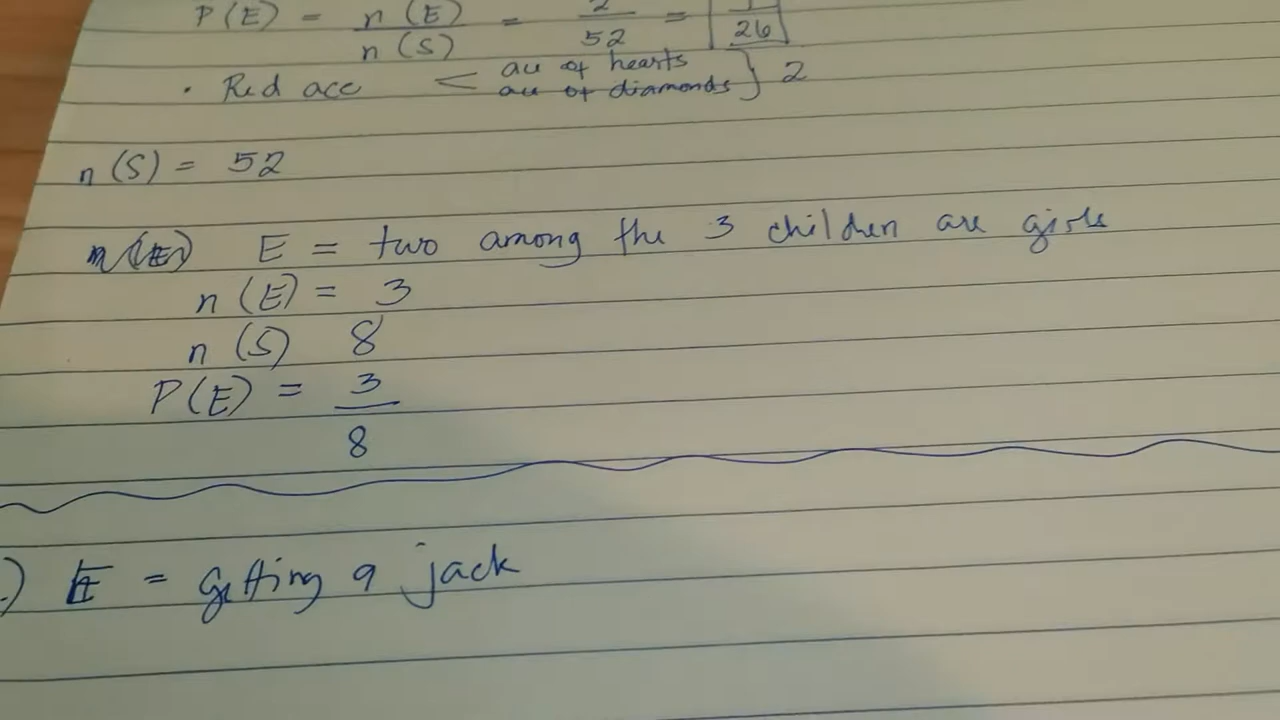 P(E) = n(E) / n(S) = 2 / 52 = 1 / 26
. Red ace < ace of hearts
ace of diamonds } 2
n(S) = 52
n(E) E = two among the 3 children are girls
n(E) = 3
n(S) 8
P(E) = 3 / 8
.) E = getting a jack